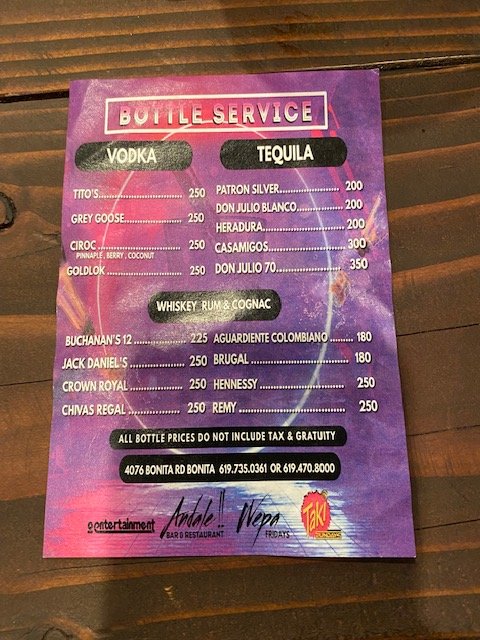 BOTTLE SERVICE
VODKA
TITO'S 250
GREY GOOSE 250
CIROC 250
PINNAPLE , BERRY , COCONUT
GOLDLOK 250
TEQUILA
PATRON SILVER 200
DON JULIO BLANCO 200
HERADURA 200
CASAMIGOS 300
DON JULIO 70 350
WHISKEY RUM & COGNAC
BUCHANAN'S 12 225
JACK DANIEL'S 250
CROWN ROYAL 250
CHIVAS REGAL 250
AGUARDIENTE COLOMBIANO 180
BRUGAL 180
HENNESSY 250
REMY 250
ALL BOTTLE PRICES DO NOT INCLUDE TAX & GRATUITY
4076 BONITA RD BONITA 619.735.0361 OR 619.470.8000
entertainment
Andale !!
BAR & RESTAURANT
Wepa
FRIDAYS
Taki
SUNDAYS